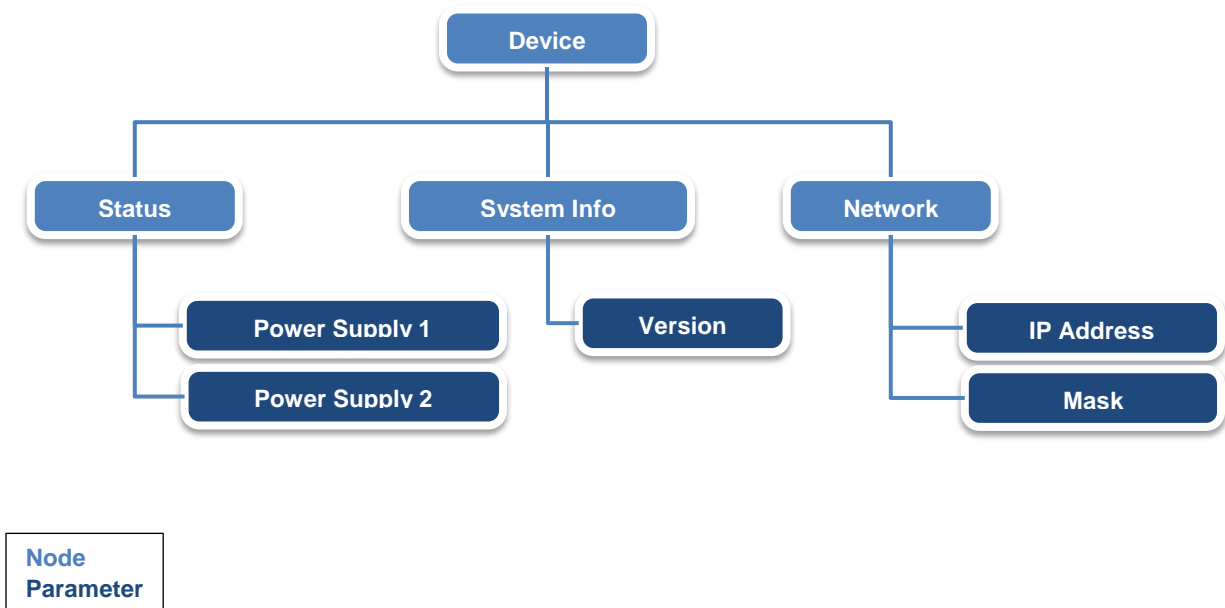 Device
Status
System Info
Network
Power Supply 1
Version
IP Address
Power Supply 2
Mask
Node
Parameter